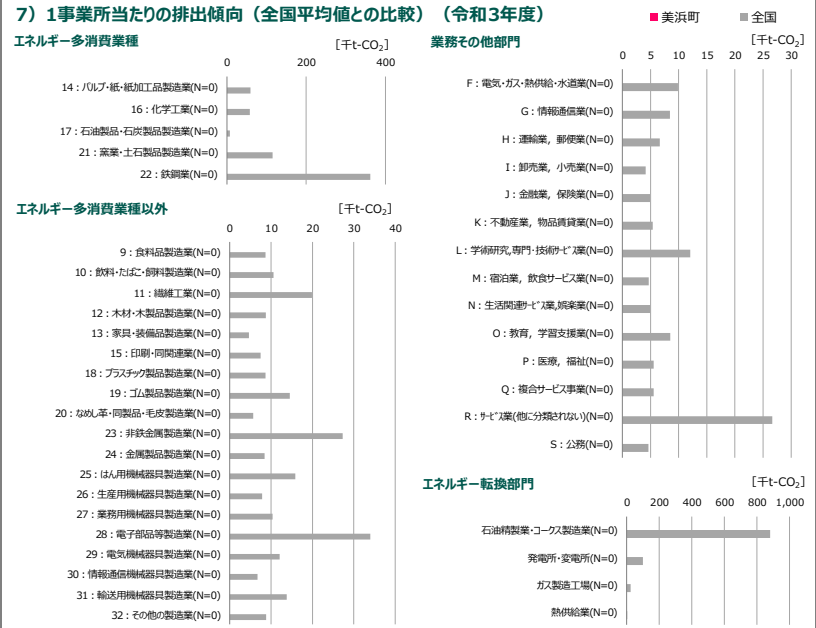 7）1事業所当たりの排出傾向（全国平均値との比較）（令和3年度）
■美浜町 ■全国
エネルギー多消費業種
[千t-CO₂]
0 200 400
14：パルプ・紙・紙加工品製造業(N=0)
16：化学工業(N=0)
17：石油製品・石炭製品製造業(N=0)
21：窯業・土石製品製造業(N=0)
22：鉄鋼業(N=0)
エネルギー多消費業種以外
[千t-CO₂]
0 10 20 30 40
9：食料品製造業(N=0)
10：飲料・たばこ・飼料製造業(N=0)
11：繊維工業(N=0)
12：木材・木製品製造業(N=0)
13：家具・装備品製造業(N=0)
15：印刷・同関連業(N=0)
18：プラスチック製品製造業(N=0)
19：ゴム製品製造業(N=0)
20：なめし革・同製品・毛皮製造業(N=0)
23：非鉄金属製造業(N=0)
24：金属製品製造業(N=0)
25：はん用機械器具製造業(N=0)
26：生産用機械器具製造業(N=0)
27：業務用機械器具製造業(N=0)
28：電子部品等製造業(N=0)
29：電気機械器具製造業(N=0)
30：情報通信機械器具製造業(N=0)
31：輸送用機械器具製造業(N=0)
32：その他の製造業(N=0)
業務その他部門
[千t-CO₂]
0 5 10 15 20 25 30
F：電気・ガス・熱供給・水道業(N=0)
G：情報通信業(N=0)
H：運輸業，郵便業(N=0)
I：卸売業，小売業(N=0)
J：金融業，保険業(N=0)
K：不動産業，物品賃貸業(N=0)
L：学術研究,専門・技術ｻｰﾋﾞｽ業(N=0)
M：宿泊業，飲食サービス業(N=0)
N：生活関連ｻｰﾋﾞｽ業,娯楽業(N=0)
O：教育，学習支援業(N=0)
P：医療，福祉(N=0)
Q：複合サービス事業(N=0)
R：ｻｰﾋﾞｽ業(他に分類されない)(N=0)
S：公務(N=0)
エネルギー転換部門
[千t-CO₂]
0 200 400 600 800 1,000
石油精製業・コークス製造業(N=0)
発電所・変電所(N=0)
ガス製造工場(N=0)
熱供給業(N=0)